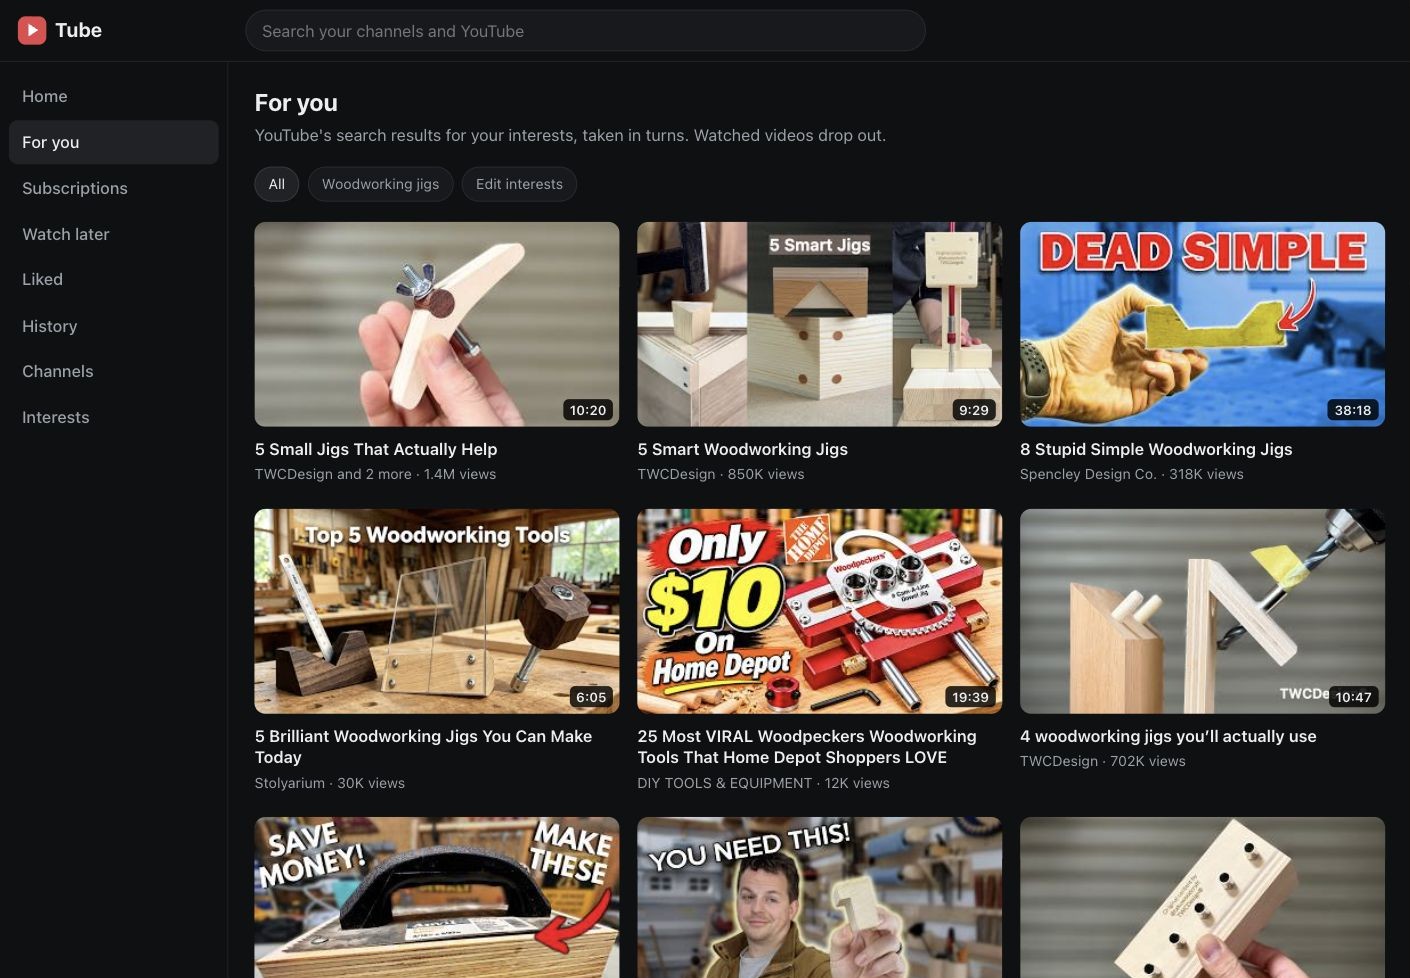 Tube
Search your channels and YouTube
Home
For you
Subscriptions
Watch later
Liked
History
Channels
Interests
For you
YouTube's search results for your interests, taken in turns. Watched videos drop out.
All
Woodworking jigs
Edit interests
10:20
5 Small Jigs That Actually Help
TWCDesign and 2 more · 1.4M views
5 Smart Jigs
9:29
5 Smart Woodworking Jigs
TWCDesign · 850K views
DEAD SIMPLE
38:18
8 Stupid Simple Woodworking Jigs
Spencley Design Co. · 318K views
Top 5 Woodworking Tools
6:05
5 Brilliant Woodworking Jigs You Can Make
Today
Stolyarium · 30K views
Only
$10
On
Home Depot
THE
HOME
DEPOT
Woodpeckers
19:39
25 Most VIRAL Woodpeckers Woodworking
Tools That Home Depot Shoppers LOVE
DIY TOOLS & EQUIPMENT · 12K views
TWCDe
10:47
4 woodworking jigs you’ll actually use
TWCDesign · 702K views
SAVE
MONEY!
MAKE
THESE
YOU NEED THIS!